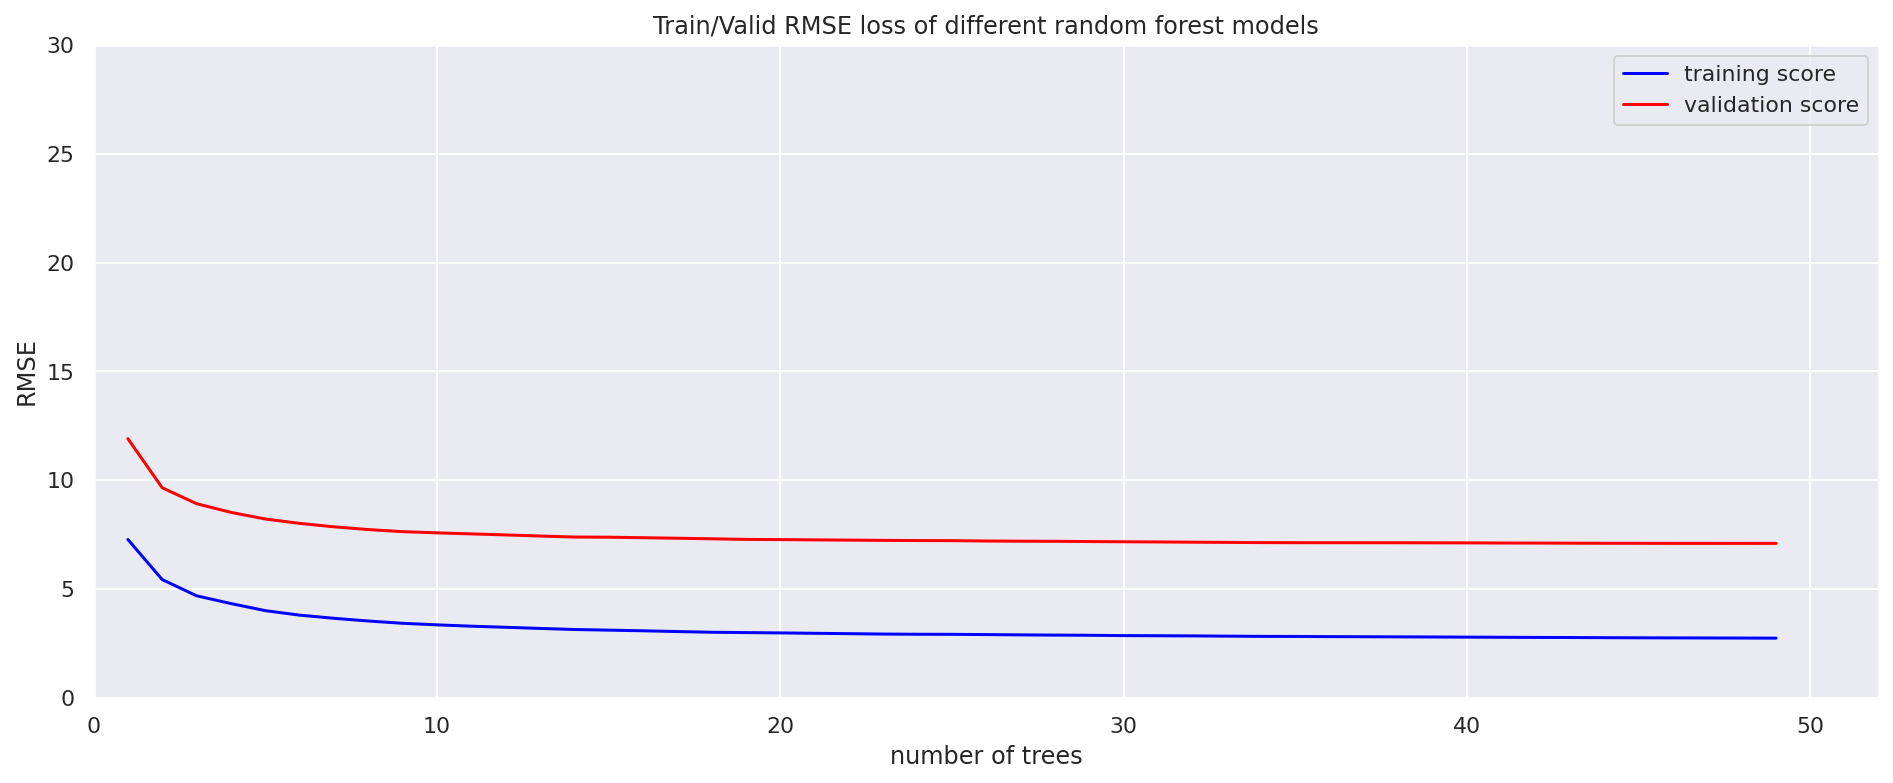 Train/Valid RMSE loss of different random forest models
30
25
20
15
10
5
0
RMSE
training score
validation score
0 10 20 30 40 50
number of trees